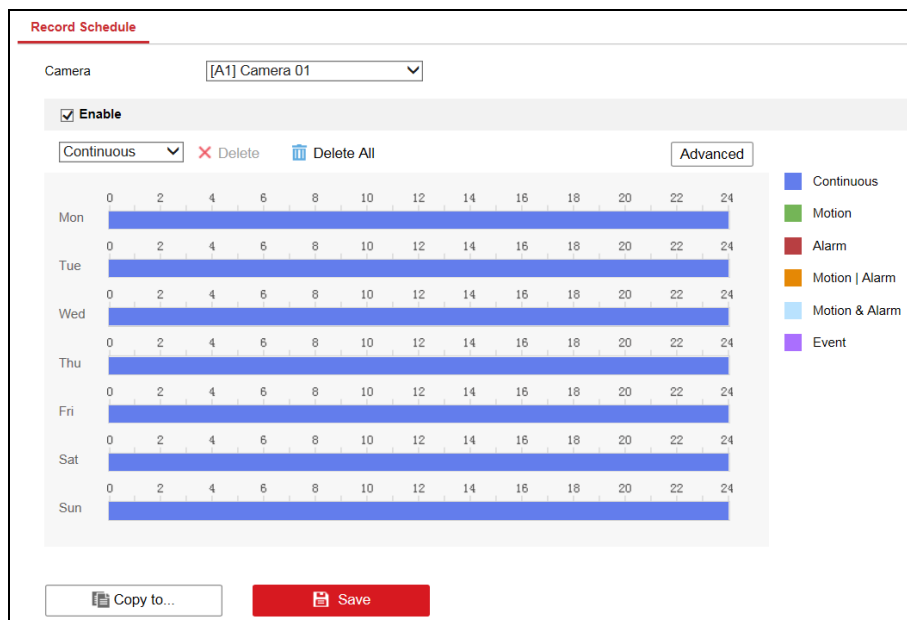 Record Schedule
Camera [A1] Camera 01
Enable
Continuous Delete Delete All Advanced
0 2 4 6 8 10 12 14 16 18 20 22 24
Mon
0 2 4 6 8 10 12 14 16 18 20 22 24
Tue
0 2 4 6 8 10 12 14 16 18 20 22 24
Wed
0 2 4 6 8 10 12 14 16 18 20 22 24
Thu
0 2 4 6 8 10 12 14 16 18 20 22 24
Fri
0 2 4 6 8 10 12 14 16 18 20 22 24
Sat
0 2 4 6 8 10 12 14 16 18 20 22 24
Sun
Continuous
Motion
Alarm
Motion | Alarm
Motion & Alarm
Event
Copy to... Save